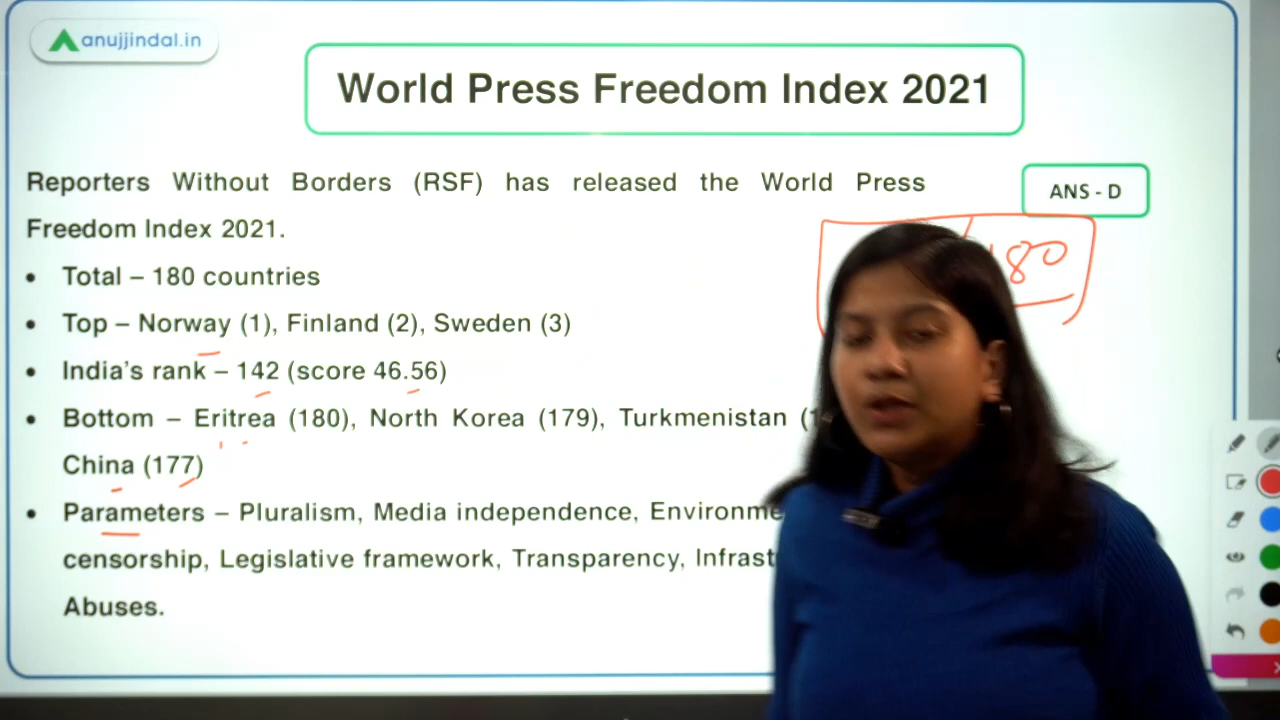 anujjindal.in
World Press Freedom Index 2021
Reporters Without Borders (RSF) has released the World Press
ANS - D
Freedom Index 2021.
180
• Total – 180 countries
• Top – Norway (1), Finland (2), Sweden (3)
• India's rank – 142 (score 46.56)
• Bottom – Eritrea (180), North Korea (179), Turkmenistan
China (177)
• Parameters – Pluralism, Media independence,
censorship, Legislative framework, Transparency,
Abuses.